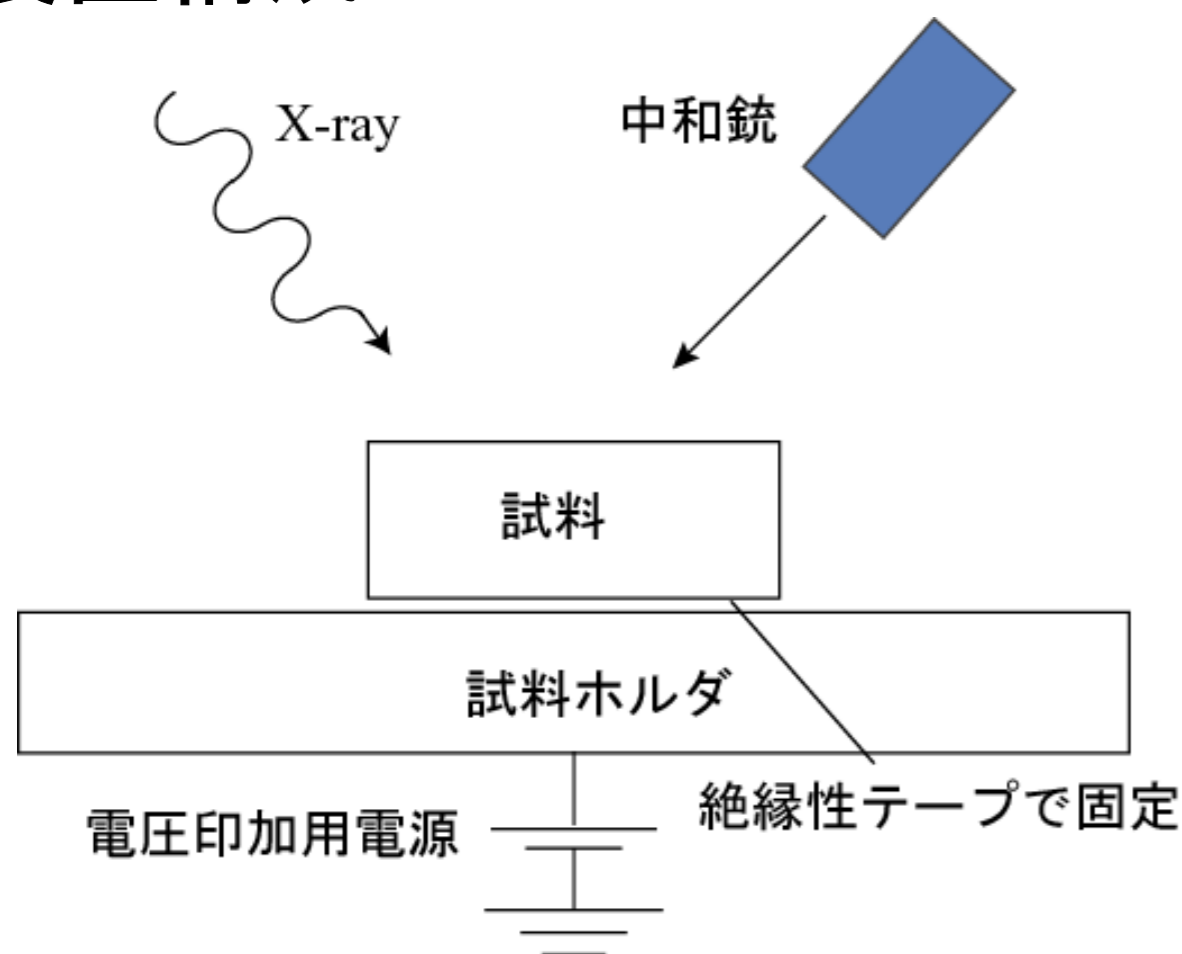 X-ray
中和銃
試料
試料ホルダ
電圧印加用電源
絶縁性テープで固定